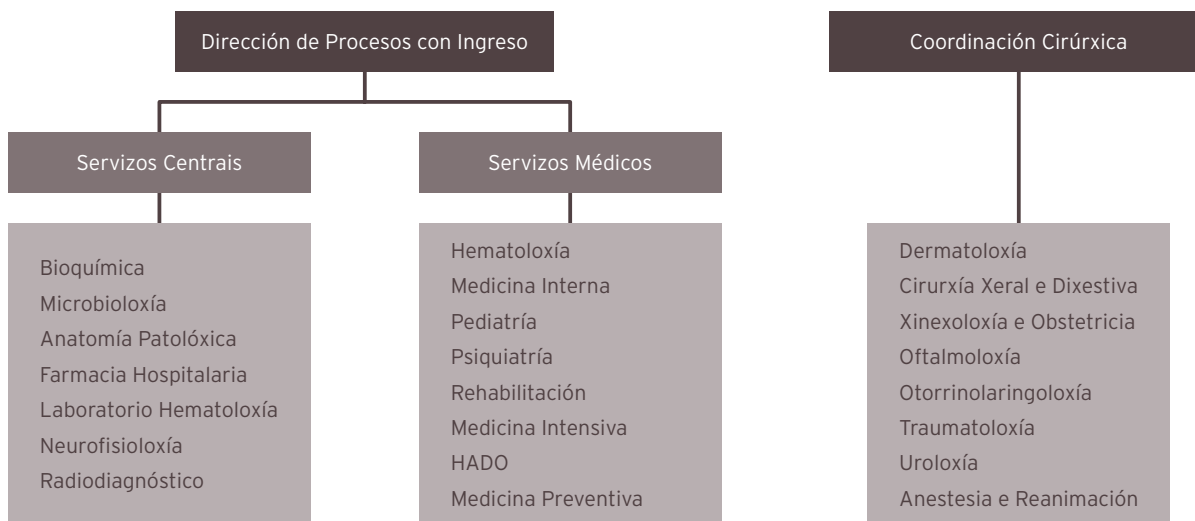 Dirección de Procesos con Ingreso
Servizos Centrais
Bioquímica
Microbioloxía
Anatomía Patolóxica
Farmacia Hospitalaria
Laboratorio Hematoloxía
Neurofisioloxía
Radiodiagnóstico
Servizos Médicos
Hematoloxía
Medicina Interna
Pediatría
Psiquiatría
Rehabilitación
Medicina Intensiva
HADO
Medicina Preventiva
Coordinación Cirúrxica
Dermatoloxía
Cirurxía Xeral e Dixestiva
Xinexoloxía e Obstetricia
Oftalmoloxía
Otorrinolaringoloxía
Traumatoloxía
Uroloxía
Anestesia e Reanimación